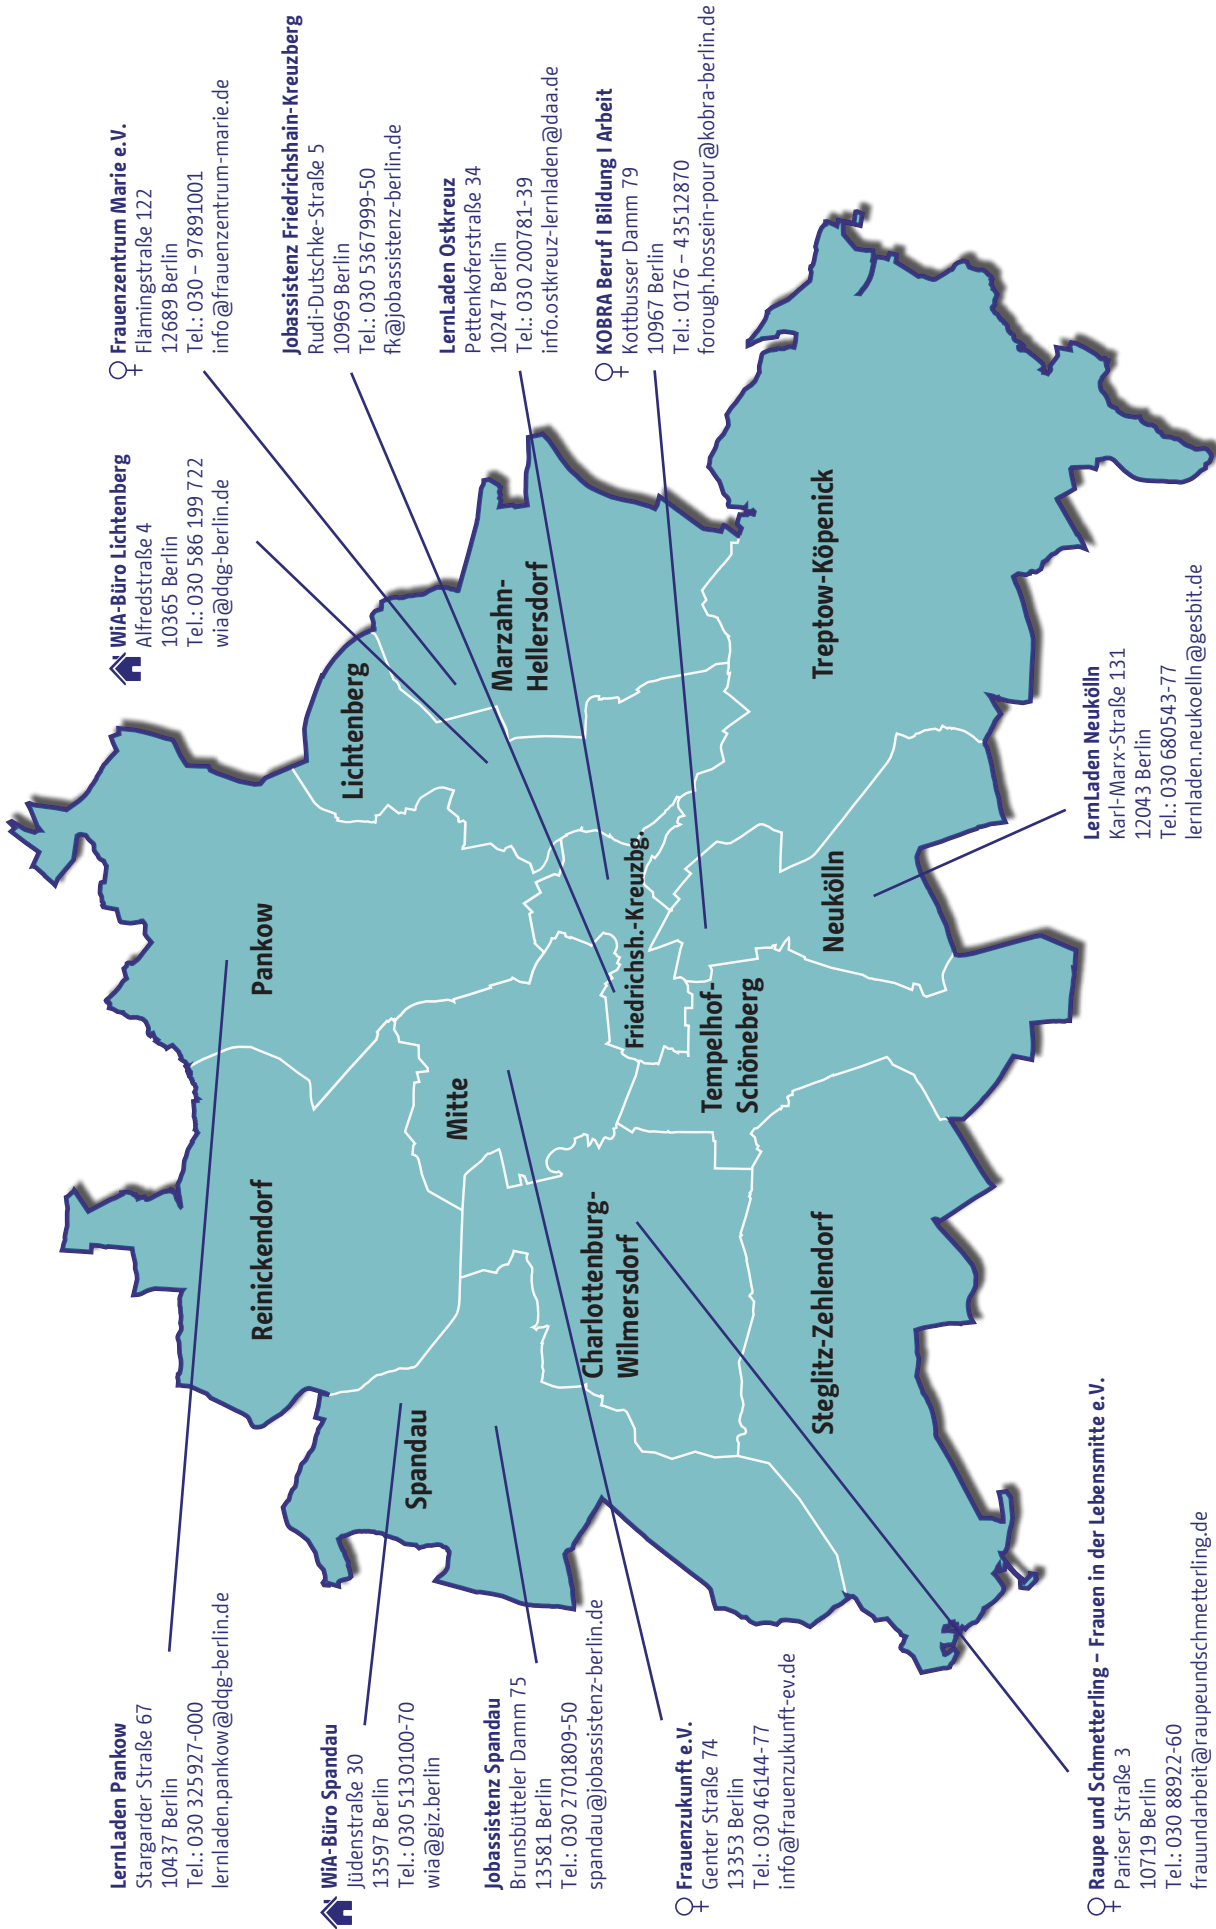 LernLaden Pankow
Stargarder Straße 67
10437 Berlin
Tel.: 030 325927-000
lernladen.pankow@dqg-berlin.de
WiA-Büro Spandau
Jüdenstraße 30
13597 Berlin
Tel.: 030 5130100-70
wia@giz.berlin
Jobassistenz Spandau
Brunsbütteler Damm 75
13581 Berlin
Tel.: 030 2701809-50
spandau@jobassistenz-berlin.de
Frauenzukunft e.V.
Genter Straße 74
13353 Berlin
Tel.: 030 46144-77
info@frauenzukunft-ev.de
Raupe und Schmetterling – Frauen in der Lebensmitte e.V.
Pariser Straße 3
10719 Berlin
Tel.: 030 88922-60
frauundarbeit@raupeundschmetterling.de
Reinickendorf
Pankow
Lichtenberg
Spandau
Mitte
Marzahn-
Hellersdorf
Charlottenburg-
Wilmersdorf
Friedrichsh.-Kreuzbg.
Tempelhof-
Schöneberg
Steglitz-Zehlendorf
Neukölln
Treptow-Köpenick
WiA-Büro Lichtenberg
Alfredstraße 4
10365 Berlin
Tel.: 030 586 199 722
wia@dqg-berlin.de
Frauenzentrum Marie e.V.
Flämingstraße 122
12689 Berlin
Tel.: 030 – 97891001
info@frauenzentrum-marie.de
Jobassistenz Friedrichshain-Kreuzberg
Rudi-Dutschke-Straße 5
10969 Berlin
Tel.: 030 5367999-50
fk@jobassistenz-berlin.de
LernLaden Ostkreuz
Pettenkoferstraße 34
10247 Berlin
Tel.: 030 200781-39
info.ostkreuz-lernladen@daa.de
KOBRA Beruf I Bildung I Arbeit
Kottbusser Damm 79
10967 Berlin
Tel.: 0176 – 43512870
forough.hossein-pour@kobra-berlin.de
LernLaden Neukölln
Karl-Marx-Straße 131
12043 Berlin
Tel.: 030 680543-77
lernladen.neukoelln@gesbit.de